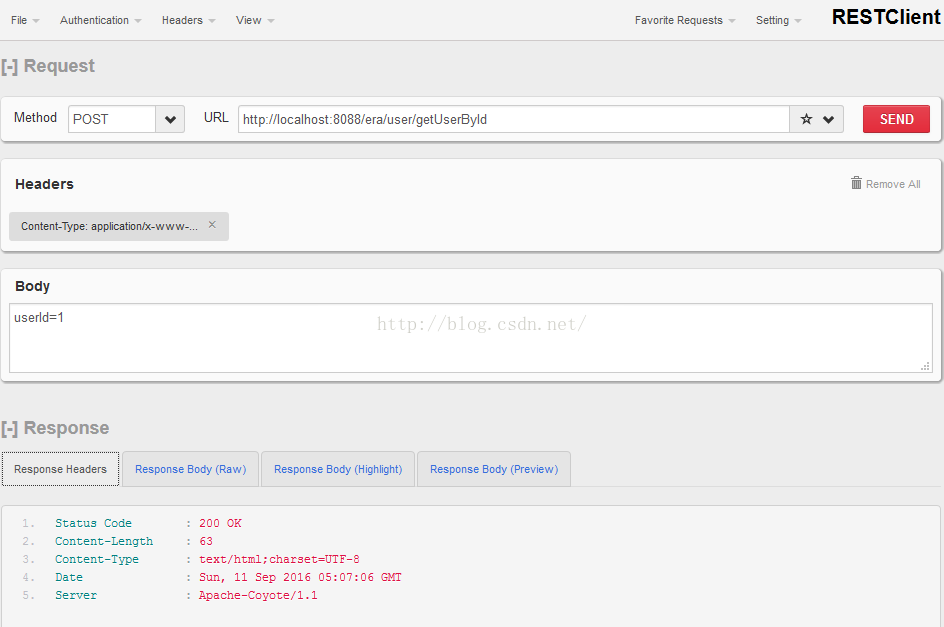 File Authentication Headers View Favorite Requests Setting RESTClient
[-] Request
Method POST URL http://localhost:8088/era/user/getUserById SEND
Headers Remove All
Content-Type: application/x-www-... ×
Body
userId=1
http://blog.csdn.net/
[-] Response
Response Headers Response Body (Raw) Response Body (Highlight) Response Body (Preview)
1. Status Code : 200 OK
2. Content-Length : 63
3. Content-Type : text/html;charset=UTF-8
4. Date : Sun, 11 Sep 2016 05:07:06 GMT
5. Server : Apache-Coyote/1.1